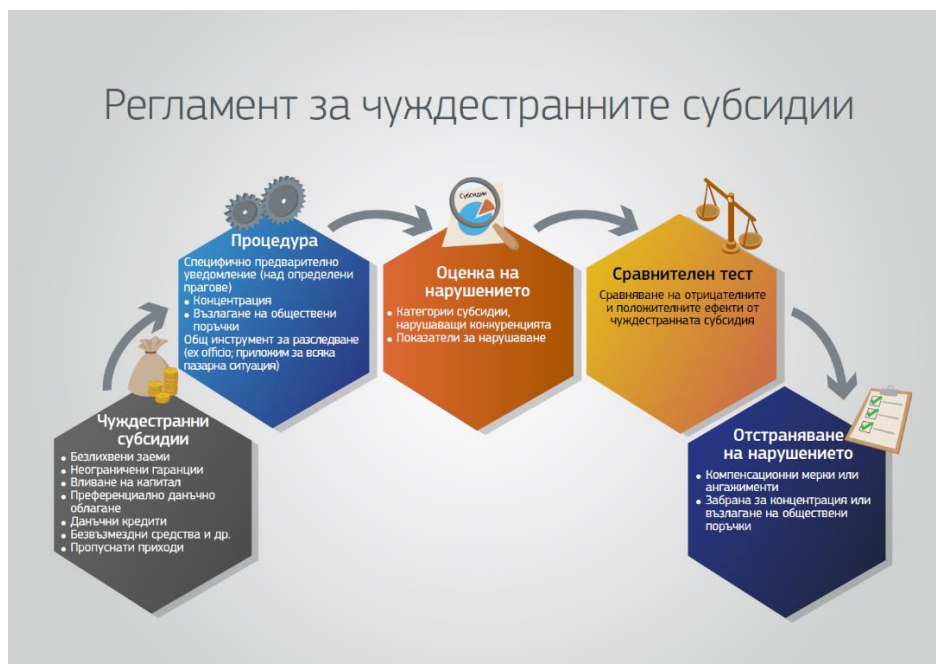 Регламент за чуждестранните субсидии
Чуждестранни
субсидии
• Безлихвени заеми
• Неограничени гаранции
• Вливане на капитал
• Преференциално данъчно
облагане
• Данъчни кредити
• Безвъзмездни средства и др.
• Пропуснати приходи
Процедура
Специфично предварително
уведомление (над определени
прагове)
• Концентрация
• Възлагане на обществени
поръчки
Общ инструмент за разследване
(ex officio; приложим за всяка
пазарна ситуация)
Субсидии
Оценка на
нарушението
• Категории субсидии,
нарушаващи конкуренцията
• Показатели за нарушаване
Сравнителен тест
Сравняване на отрицателните
и положителните ефекти от
чуждестранната субсидия
Отстраняване
на нарушението
• Компенсационни мерки или
ангажименти
• Забрана за концентрация или
възлагане на обществени
поръчки